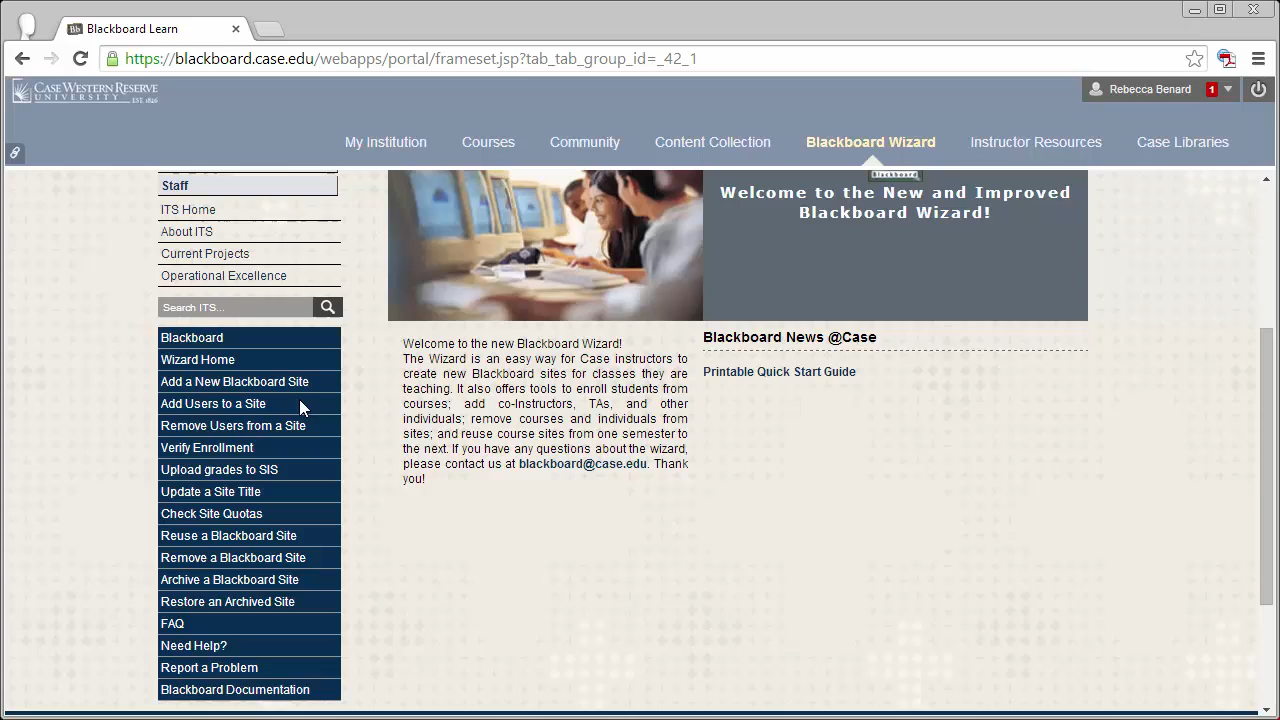 Blackboard Learn
https://blackboard.case.edu/webapps/portal/frameset.jsp?tab_tab_group_id=_42_1
CASE WESTERN RESERVE
UNIVERSITY EST. 1826
Rebecca Benard 1
My Institution Courses Community Content Collection Blackboard Wizard Instructor Resources Case Libraries
Blackboard
Staff
ITS Home
About ITS
Current Projects
Operational Excellence
Search ITS...
Blackboard
Wizard Home
Add a New Blackboard Site
Add Users to a Site
Remove Users from a Site
Verify Enrollment
Upload grades to SIS
Update a Site Title
Check Site Quotas
Reuse a Blackboard Site
Remove a Blackboard Site
Archive a Blackboard Site
Restore an Archived Site
FAQ
Need Help?
Report a Problem
Blackboard Documentation
Welcome to the New and Improved
Blackboard Wizard!
Welcome to the new Blackboard Wizard!
The Wizard is an easy way for Case instructors to
create new Blackboard sites for classes they are
teaching. It also offers tools to enroll students from
courses; add co-Instructors, TAs, and other
individuals; remove courses and individuals from
sites; and reuse course sites from one semester to
the next. If you have any questions about the wizard,
please contact us at blackboard@case.edu. Thank
you!
Blackboard News @Case
Printable Quick Start Guide